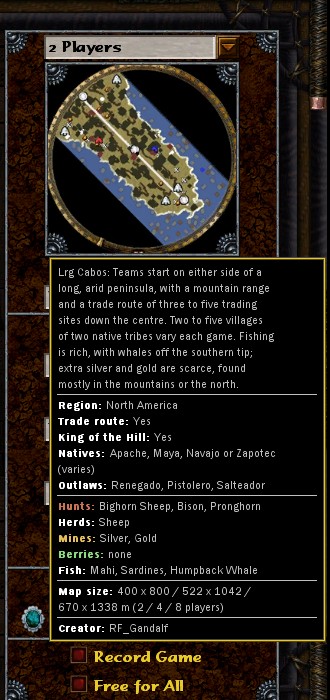 2 Players
Lrg Cabos: Teams start on either side of a
long, arid peninsula, with a mountain range
and a trade route of three to five trading
sites down the centre. Two to five villages
of two native tribes vary each game. Fishing
is rich, with whales off the southern tip;
extra silver and gold are scarce, found
mostly in the mountains or the north.
Region: North America
Trade route: Yes
King of the Hill: Yes
Natives: Apache, Maya, Navajo or Zapotec
(varies)
Outlaws: Renegado, Pistolero, Salteador
Hunts: Bighorn Sheep, Bison, Pronghorn
Herds: Sheep
Mines: Silver, Gold
Berries: none
Fish: Mahi, Sardines, Humpback Whale
Map size: 400 x 800 / 522 x 1042 /
670 x 1338 m (2 / 4 / 8 players)
Creator: RF_Gandalf
Record Game
Free for All